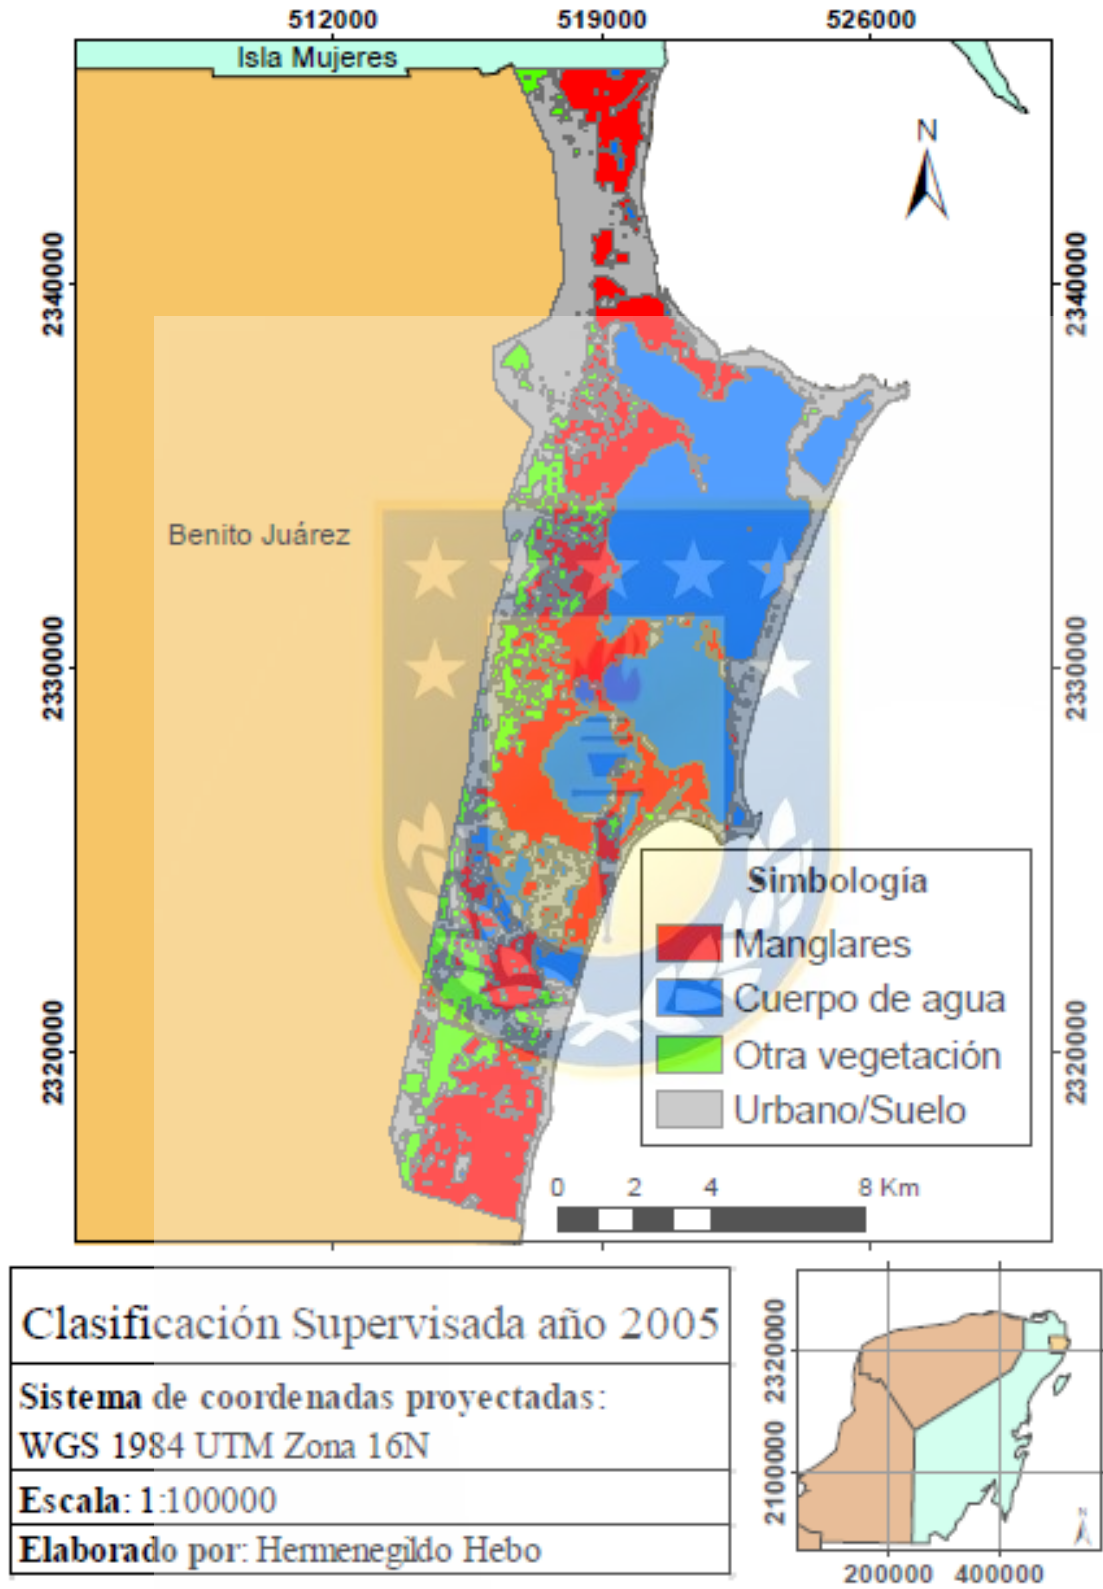 512000 519000 526000
Isla Mujeres
N
2340000 2340000
Benito Juárez
2330000 2330000
Simbología
Manglares
Cuerpo de agua
Otra vegetación
Urbano/Suelo
2320000 2320000
0 2 4 8 Km
Clasificación Supervisada año 2005
Sistema de coordenadas proyectadas:
WGS 1984 UTM Zona 16N
Escala: 1:100000
Elaborado por: Hermenegildo Hebo
2320000
2100000
N
200000 400000